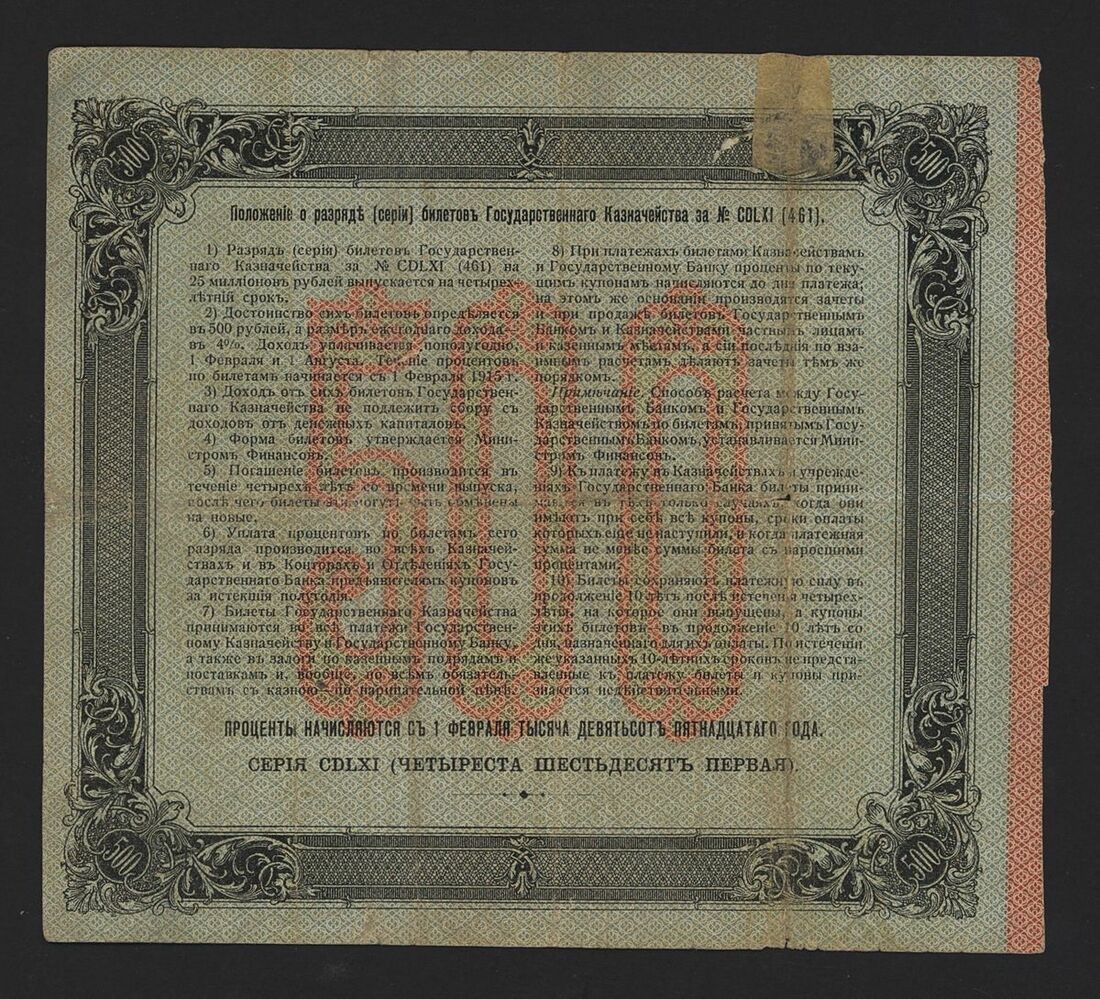 500
500
Положеніе о разрядѣ (серіи) билетовъ Государственнаго Казначейства за № CDLXI (461).
1) Разрядъ (серія) билетовъ Государствен-
наго Казначейства за № CDLXI (461) на
25 милліоновъ рублей выпускается на четырех-
лѣтній срокъ.
2) Достоинство сихъ билетовъ опредѣляется
въ 500 рублей, а размѣръ ежегоднаго дохода—
въ 4%. Доходъ уплачивается пополугодно,
1 Февраля и 1 Августа. Теченіе процентовъ
по билетамъ начинается съ 1 Февраля 1915 г.
3) Доходъ отъ сихъ билетовъ Государствен-
наго Казначейства не подлежитъ сбору съ
доходовъ отъ денежныхъ капиталовъ.
4) Форма билетовъ утверждается Мини-
стромъ Финансовъ.
5) Погашеніе билетовъ производится въ
теченіе четырехъ лѣтъ со времени выпуска,
послѣ чего билеты эти могутъ быть обмѣнены
на новые.
6) Уплата процентовъ по билетамъ сего
разряда производится во всѣхъ Казначей-
ствахъ и въ Конторахъ и Отдѣленіяхъ Госу-
дарственнаго Банка предъявителямъ купоновъ
за истекшія полугодія.
7) Билеты Государственнаго Казначейства
принимаются во всѣ платежи Государствен-
ному Казначейству и Государственному Банку,
а также въ залоги по казеннымъ подрядамъ и
поставкамъ и, вообще, по всѣмъ обязатель-
ствамъ съ казною, по нарицательной цѣнѣ.
8) При платежахъ билетами Казначействамъ
и Государственному Банку проценты по теку-
щимъ купонамъ начисляются до дня платежа;
на этомъ же основаніи производятся зачеты
и при продажѣ билетовъ Государственнымъ
Банкомъ и Казначействами частнымъ лицамъ
и казеннымъ мѣстамъ, а сіи послѣднія по вза-
имнымъ расчетамъ дѣлаютъ зачеты тѣмъ же
порядкомъ.
Примѣчаніе. Способъ расчета между Госу-
дарственнымъ Банкомъ и Государственнымъ
Казначействомъ по билетамъ, принятымъ Госу-
дарственнымъ Банкомъ, устанавливается Мини-
стромъ Финансовъ.
9) Къ платежу въ Казначействахъ и учрежде-
ніяхъ Государственнаго Банка билеты прини-
маются въ тѣхъ только случаяхъ, когда они
имѣютъ при себѣ всѣ купоны, сроки оплаты
которыхъ еще не наступили, и когда платежная
сумма не менѣе суммы билета съ наросшими
процентами.
10) Билеты сохраняютъ платежную силу въ
продолженіе 10 лѣтъ послѣ истеченія четырех-
лѣтія, на которое они выпущены, а купоны
этихъ билетовъ—въ продолженіе 10 лѣтъ со
дня, назначеннаго для ихъ оплаты. По истеченіи
же указанныхъ 10-лѣтнихъ сроковъ не предста-
вленные къ платежу билеты и купоны при-
знаются недѣйствительными.
500
ПРОЦЕНТЫ НАЧИСЛЯЮТСЯ СЪ 1 ФЕВРАЛЯ ТЫСЯЧА ДЕВЯТЬСОТЪ ПЯТНАДЦАТАГО ГОДА.
СЕРІЯ CDLXI (ЧЕТЫРЕСТА ШЕСТЬДЕСЯТЪ ПЕРВАЯ).
500
500